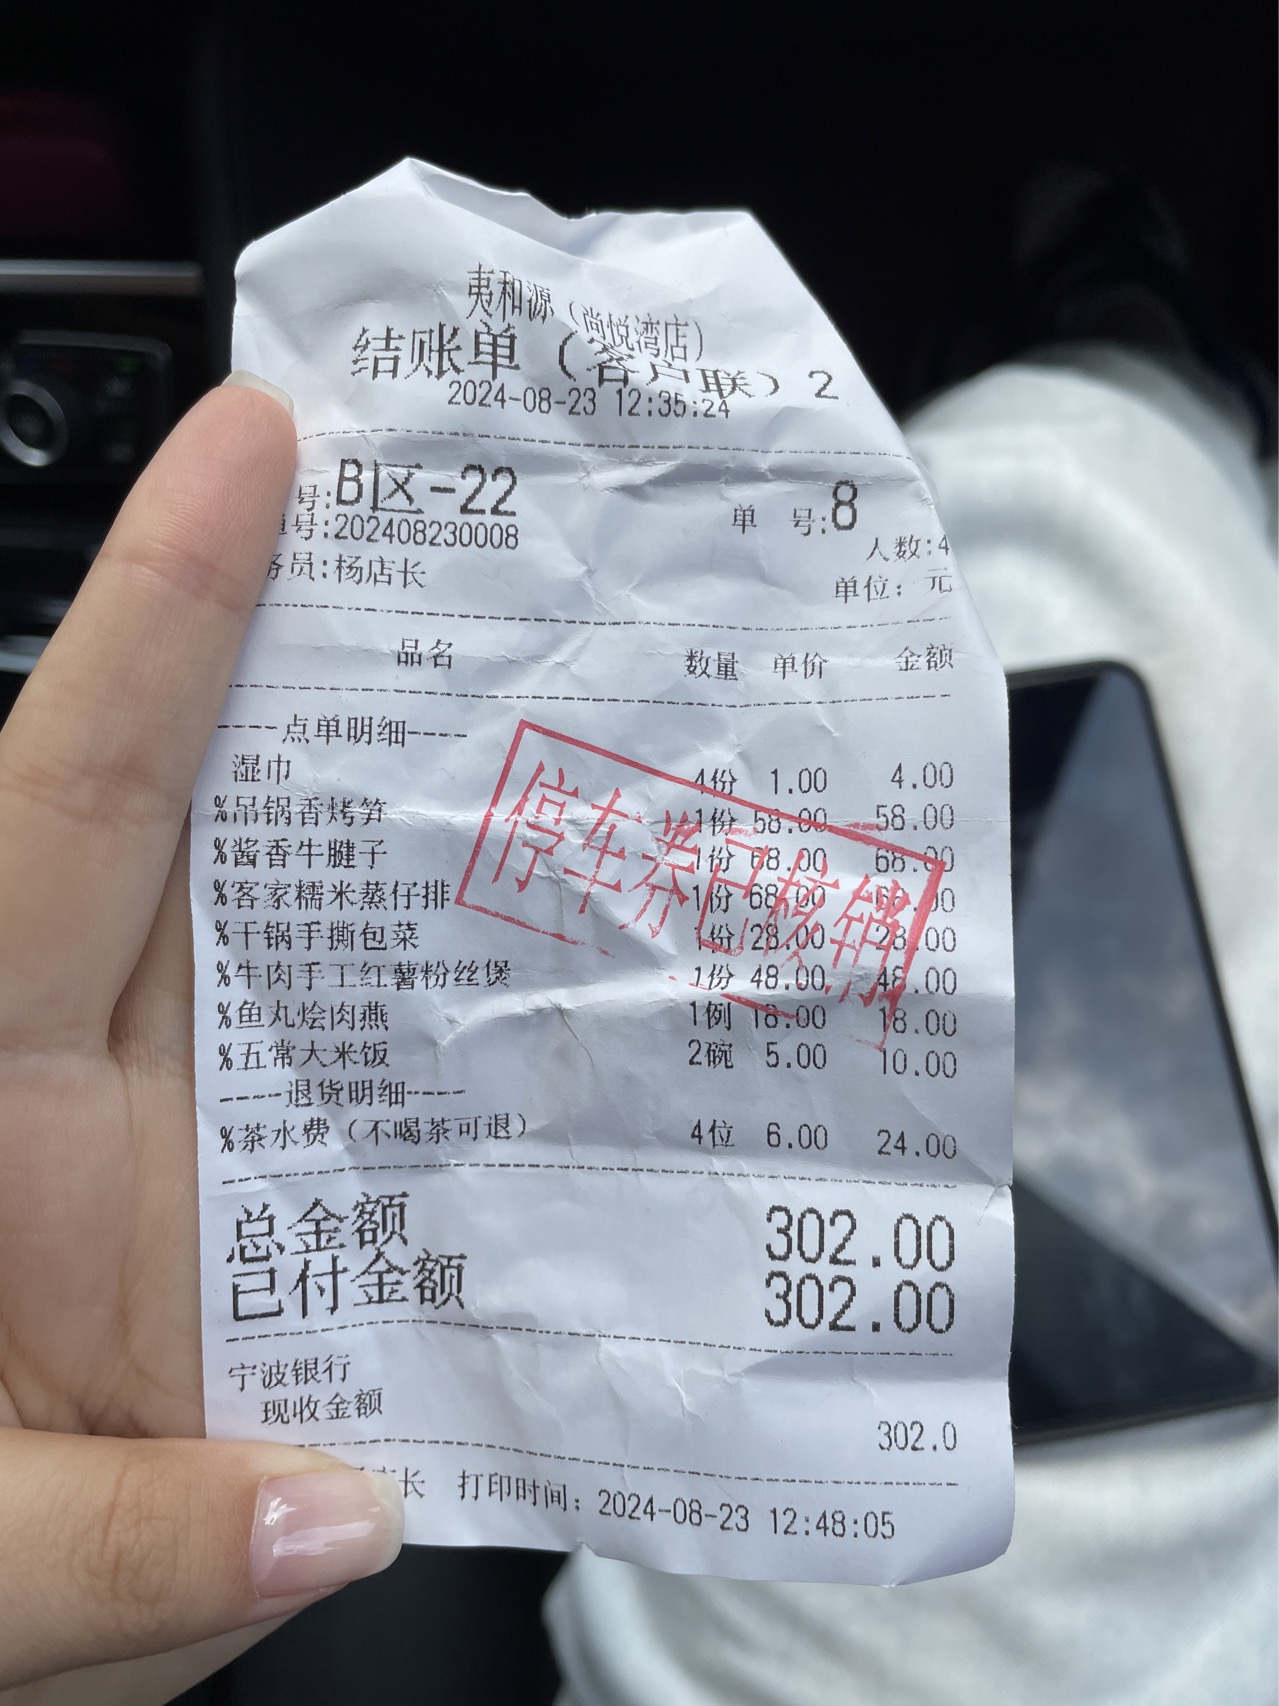 夷和源（尚悦湾店）
结账单（客户联）2
2024-08-23 12:35:24
号:B区-22 单 号:8
单号:202408230008 人数:4
务员:杨店长 单位: 元
品名 数量 单价 金额
----点单明细----
湿巾 4份 1.00 4.00
%吊锅香烤笋 1份 58.00 58.00
%酱香牛腱子 1份 68.00 68.00
%客家糯米蒸仔排 1份 68.00 68.00
%干锅手撕包菜 1份 28.00 28.00
%牛肉手工红薯粉丝煲 1份 48.00 48.00
%鱼丸烩肉燕 1例 18.00 18.00
%五常大米饭 2碗 5.00 10.00
----退货明细----
%茶水费（不喝茶可退） 4位 6.00 24.00
停车券已核销
总金额 302.00
已付金额 302.00
宁波银行
现收金额 302.0
店长 打印时间: 2024-08-23 12:48:05